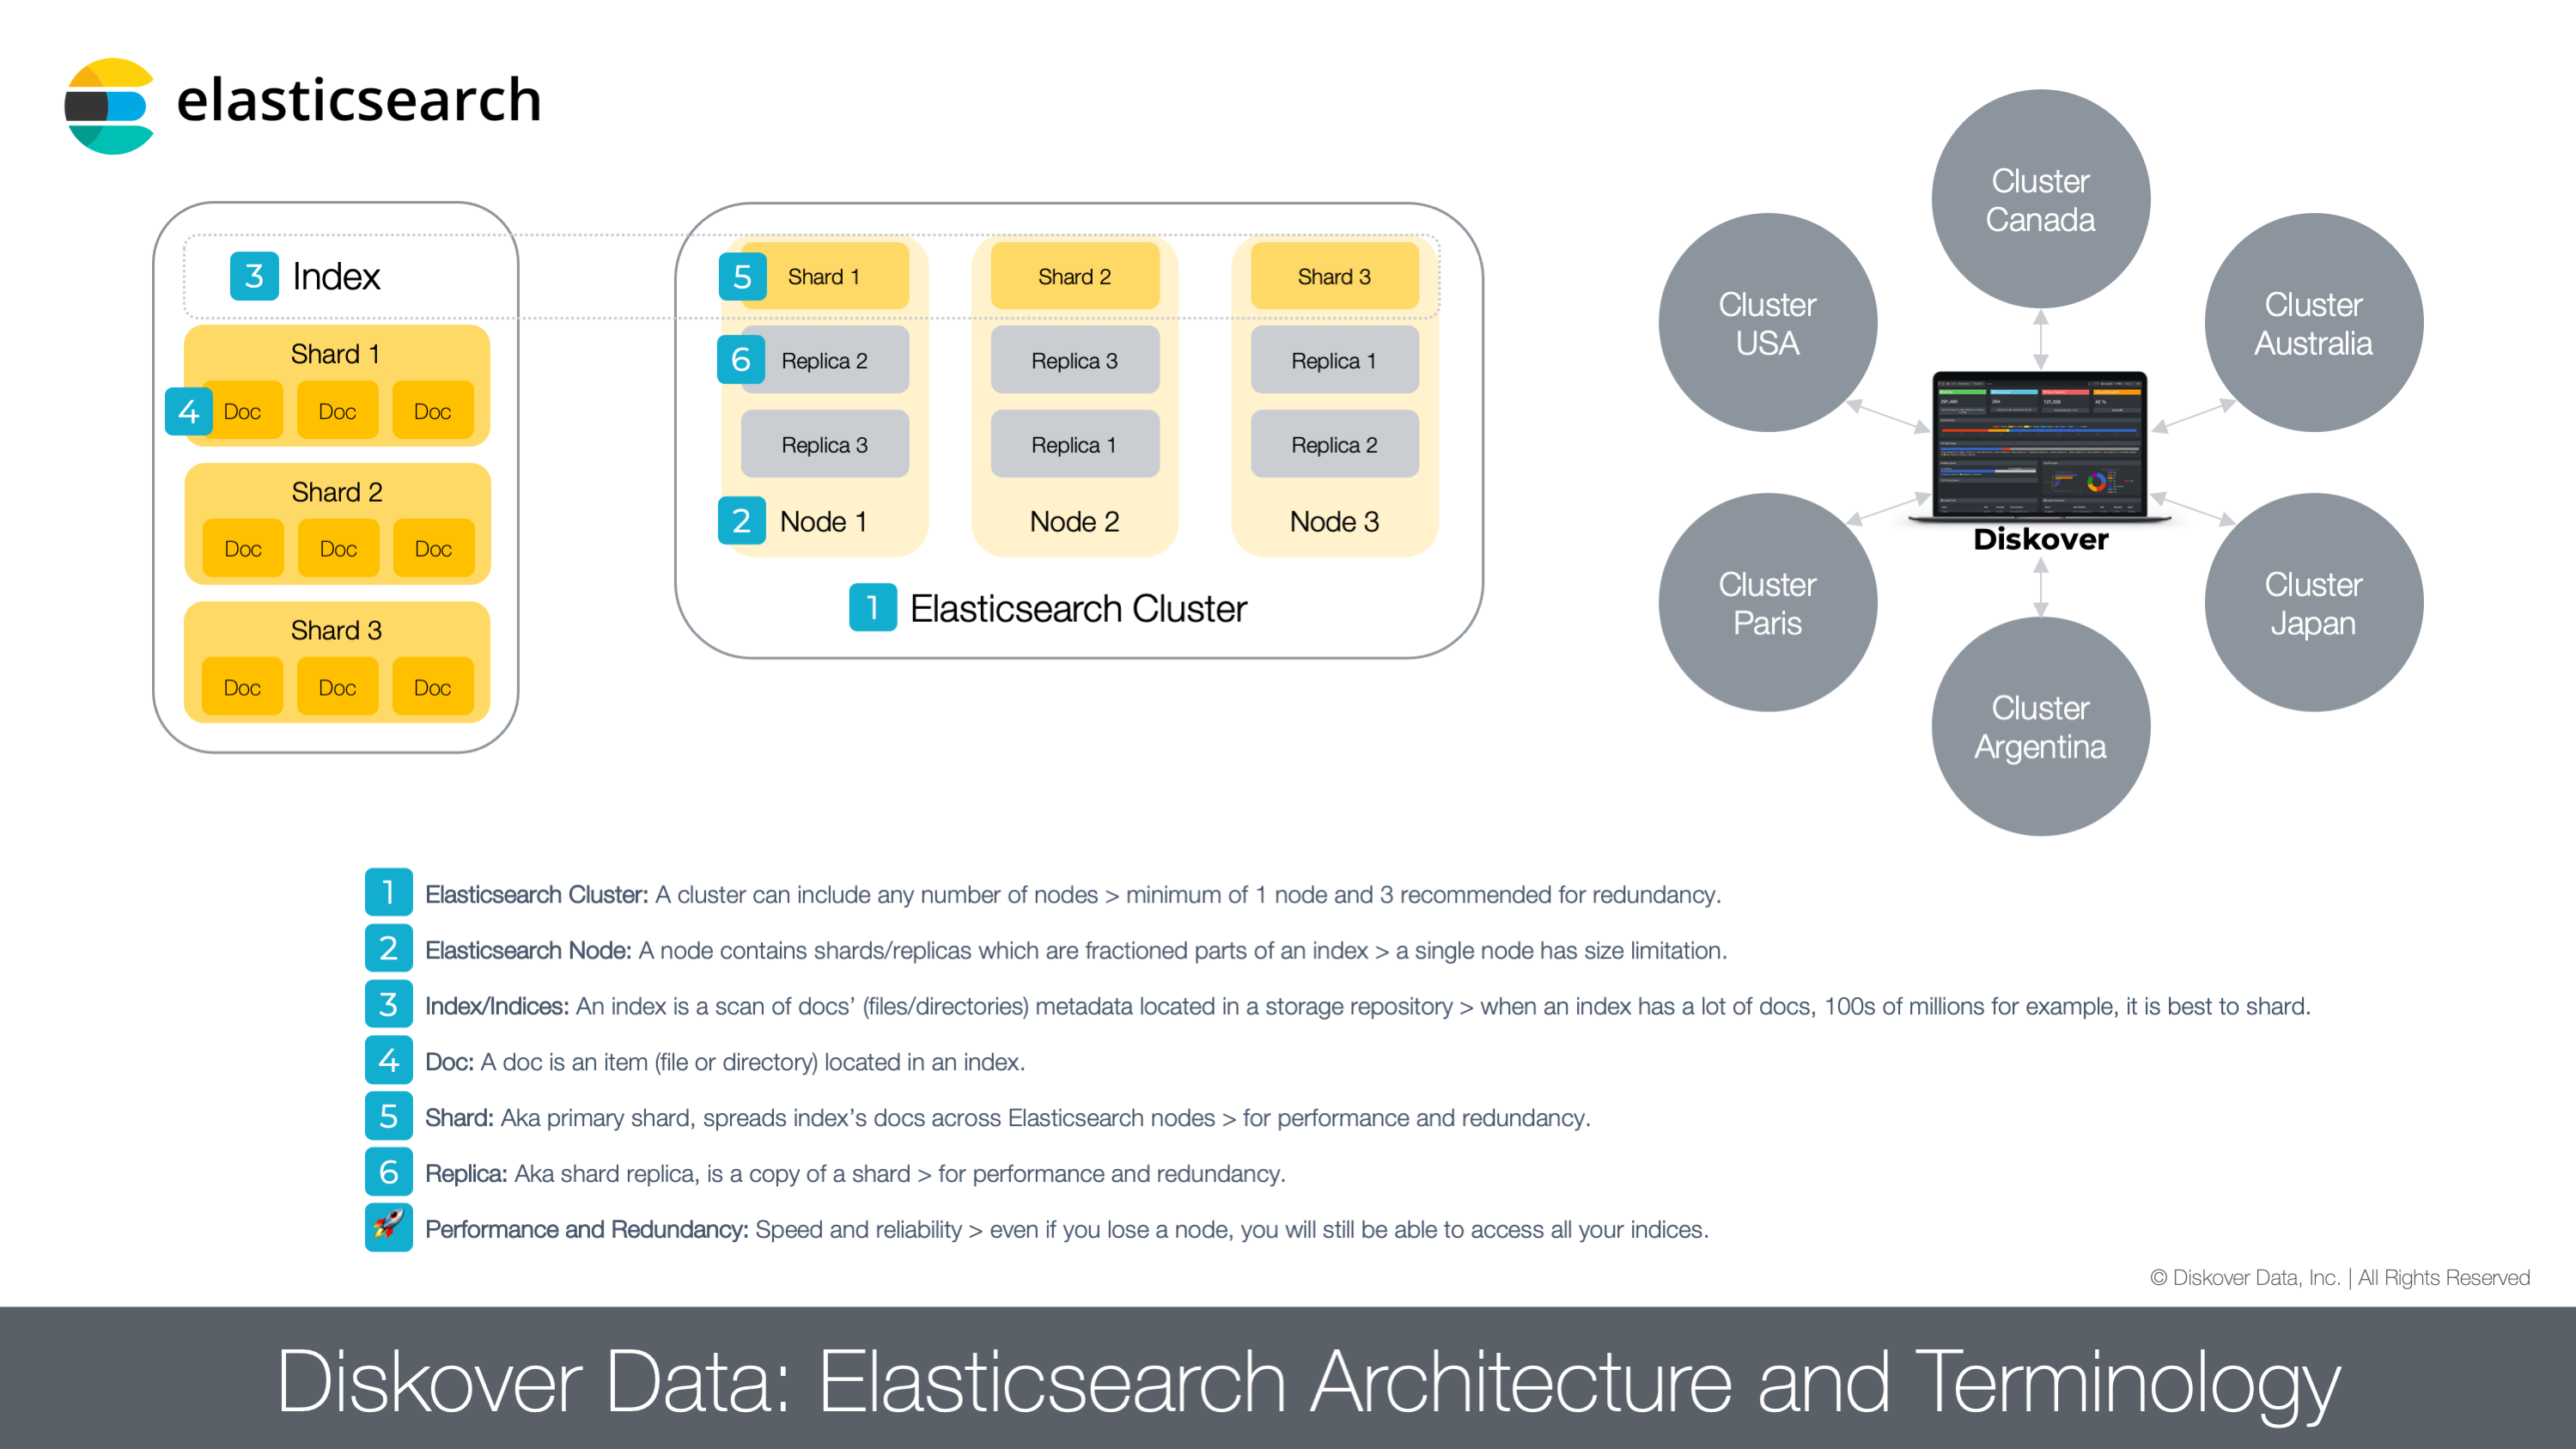 elasticsearch
3 Index
Shard 1
4 Doc Doc Doc
Shard 2
Doc Doc Doc
Shard 3
Doc Doc Doc
5 Shard 1 Shard 2 Shard 3
6 Replica 2 Replica 3 Replica 1
Replica 3 Replica 1 Replica 2
2 Node 1 Node 2 Node 3
1 Elasticsearch Cluster
Cluster
Canada
Cluster
USA
Cluster
Australia
Diskover
Cluster
Paris
Cluster
Japan
Cluster
Argentina
1 Elasticsearch Cluster: A cluster can include any number of nodes > minimum of 1 node and 3 recommended for redundancy.
2 Elasticsearch Node: A node contains shards/replicas which are fractioned parts of an index > a single node has size limitation.
3 Index/Indices: An index is a scan of docs’ (files/directories) metadata located in a storage repository > when an index has a lot of docs, 100s of millions for example, it is best to shard.
4 Doc: A doc is an item (file or directory) located in an index.
5 Shard: Aka primary shard, spreads index’s docs across Elasticsearch nodes > for performance and redundancy.
6 Replica: Aka shard replica, is a copy of a shard > for performance and redundancy.
Performance and Redundancy: Speed and reliability > even if you lose a node, you will still be able to access all your indices.
© Diskover Data, Inc. | All Rights Reserved
Diskover Data: Elasticsearch Architecture and Terminology